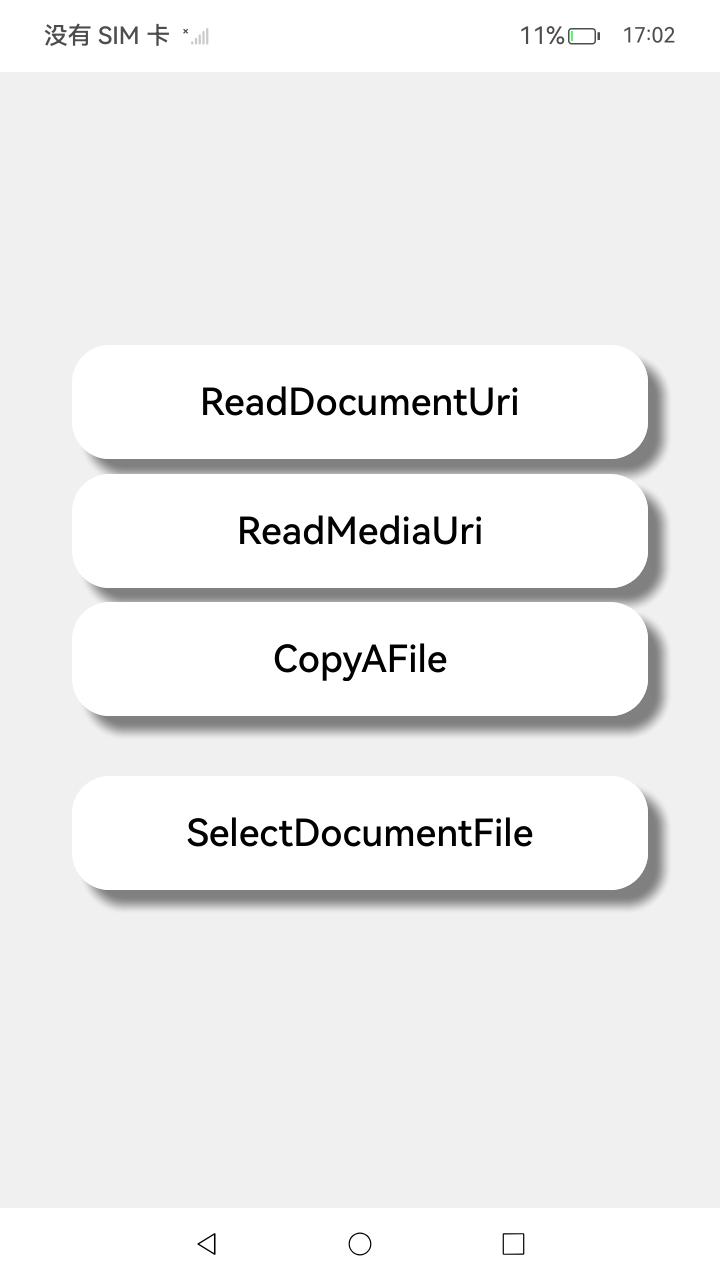 没有 SIM 卡 11% 17:02
ReadDocumentUri
ReadMediaUri
CopyAFile
SelectDocumentFile